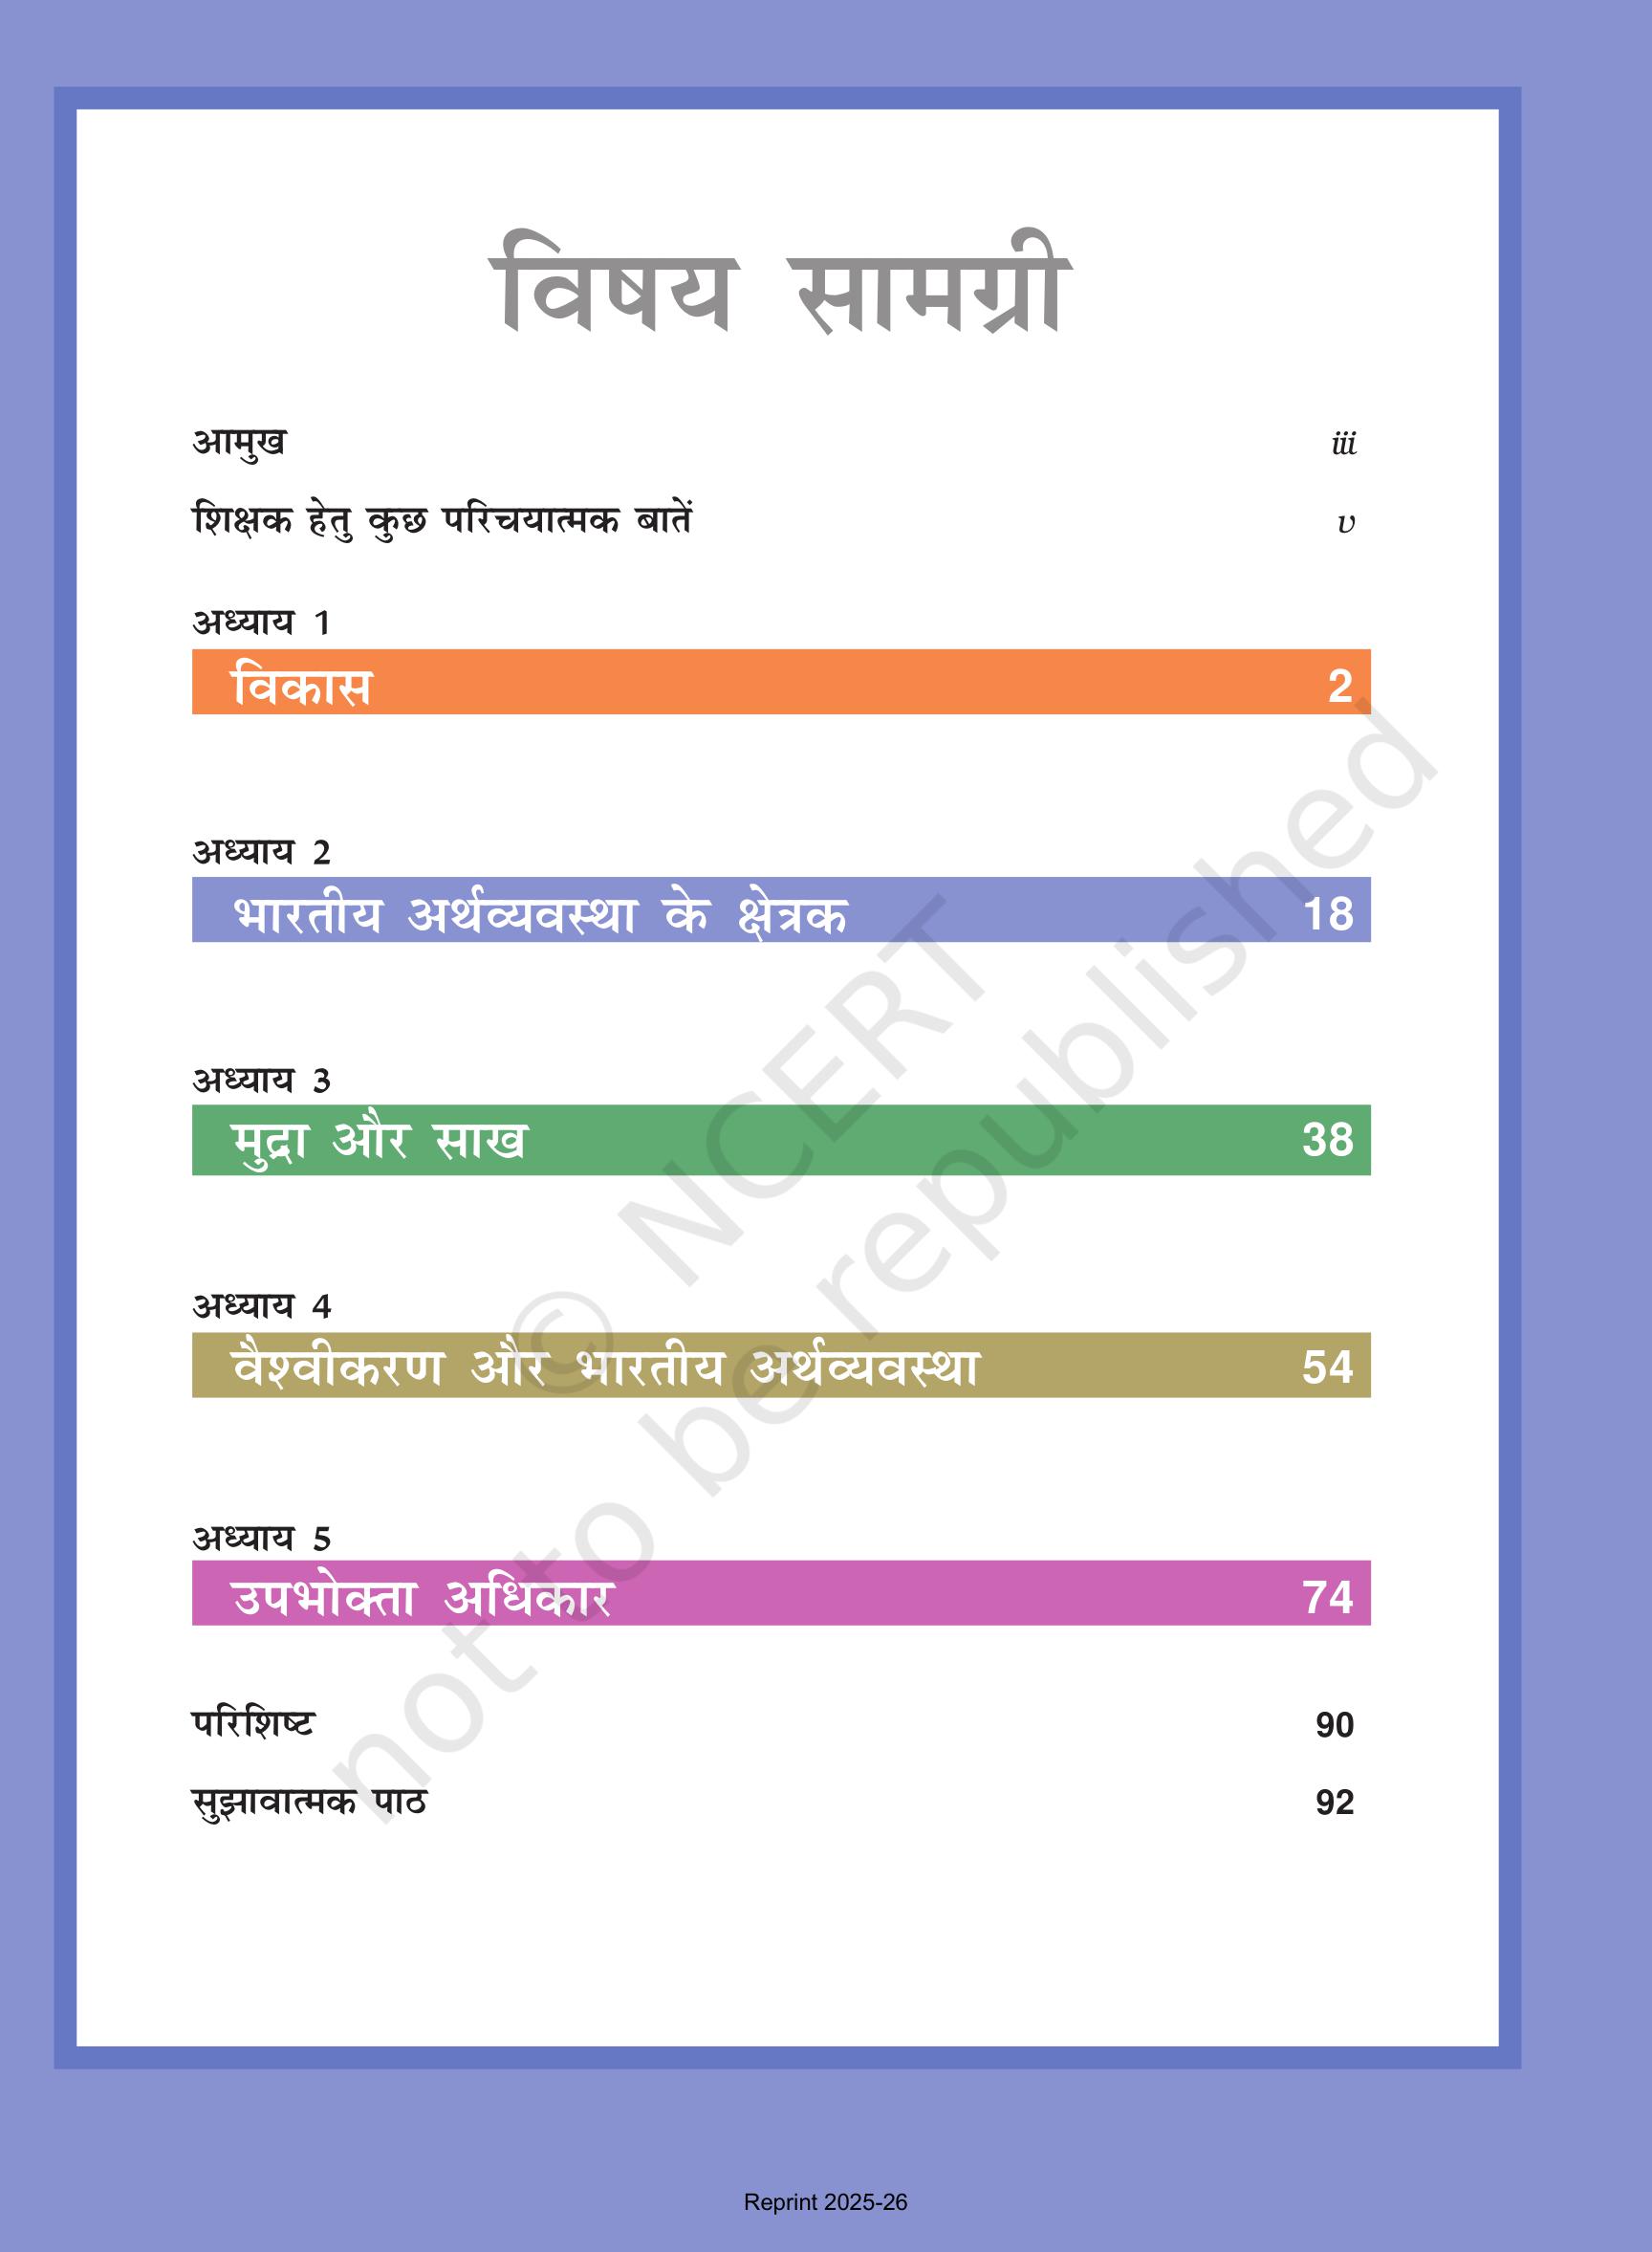 विषय सामग्री
आमुख iii
शिक्षक हेतु कुछ परिचयात्मक बातें v
अध्याय 1
विकास 2
अध्याय 2
भारतीय अर्थव्यवस्था के क्षेत्रक 18
अध्याय 3
मुद्रा और साख 38
अध्याय 4
वैश्वीकरण और भारतीय अर्थव्यवस्था 54
अध्याय 5
उपभोक्ता अधिकार 74
परिशिष्ट 90
सुझावात्मक पाठ 92
© NCERT
not to be republished
Reprint 2025-26